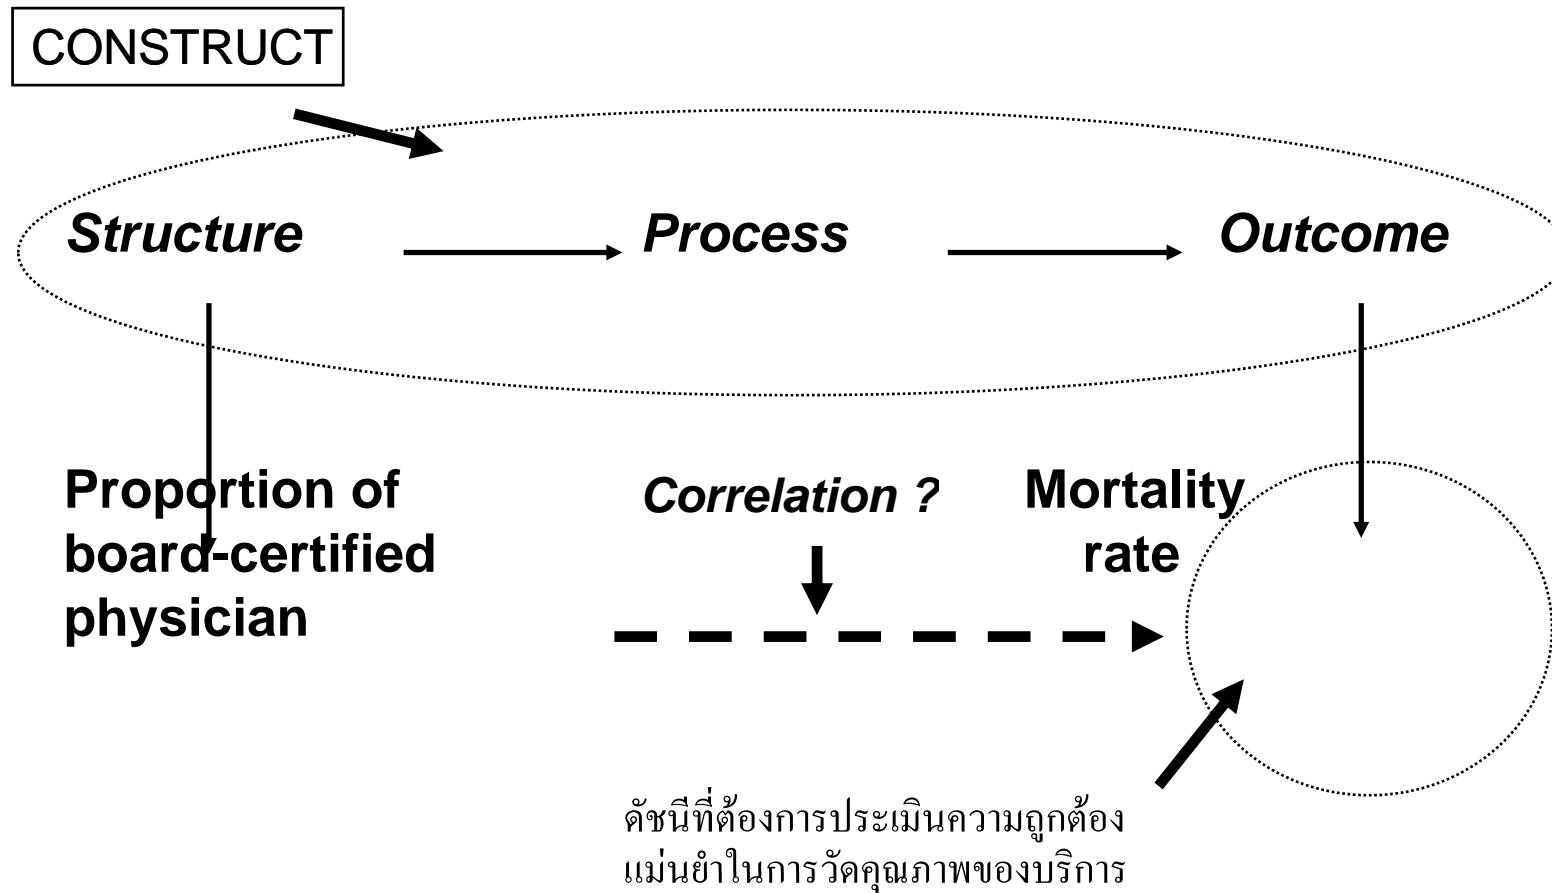 CONSTRUCT
Structure
Process
Outcome
Proportion of
board-certified
physician
Correlation ?
Mortality
rate
ดัชนีที่ต้องการประเมินความถูกต้อง
แม่นยำในการวัดคุณภาพของบริการ